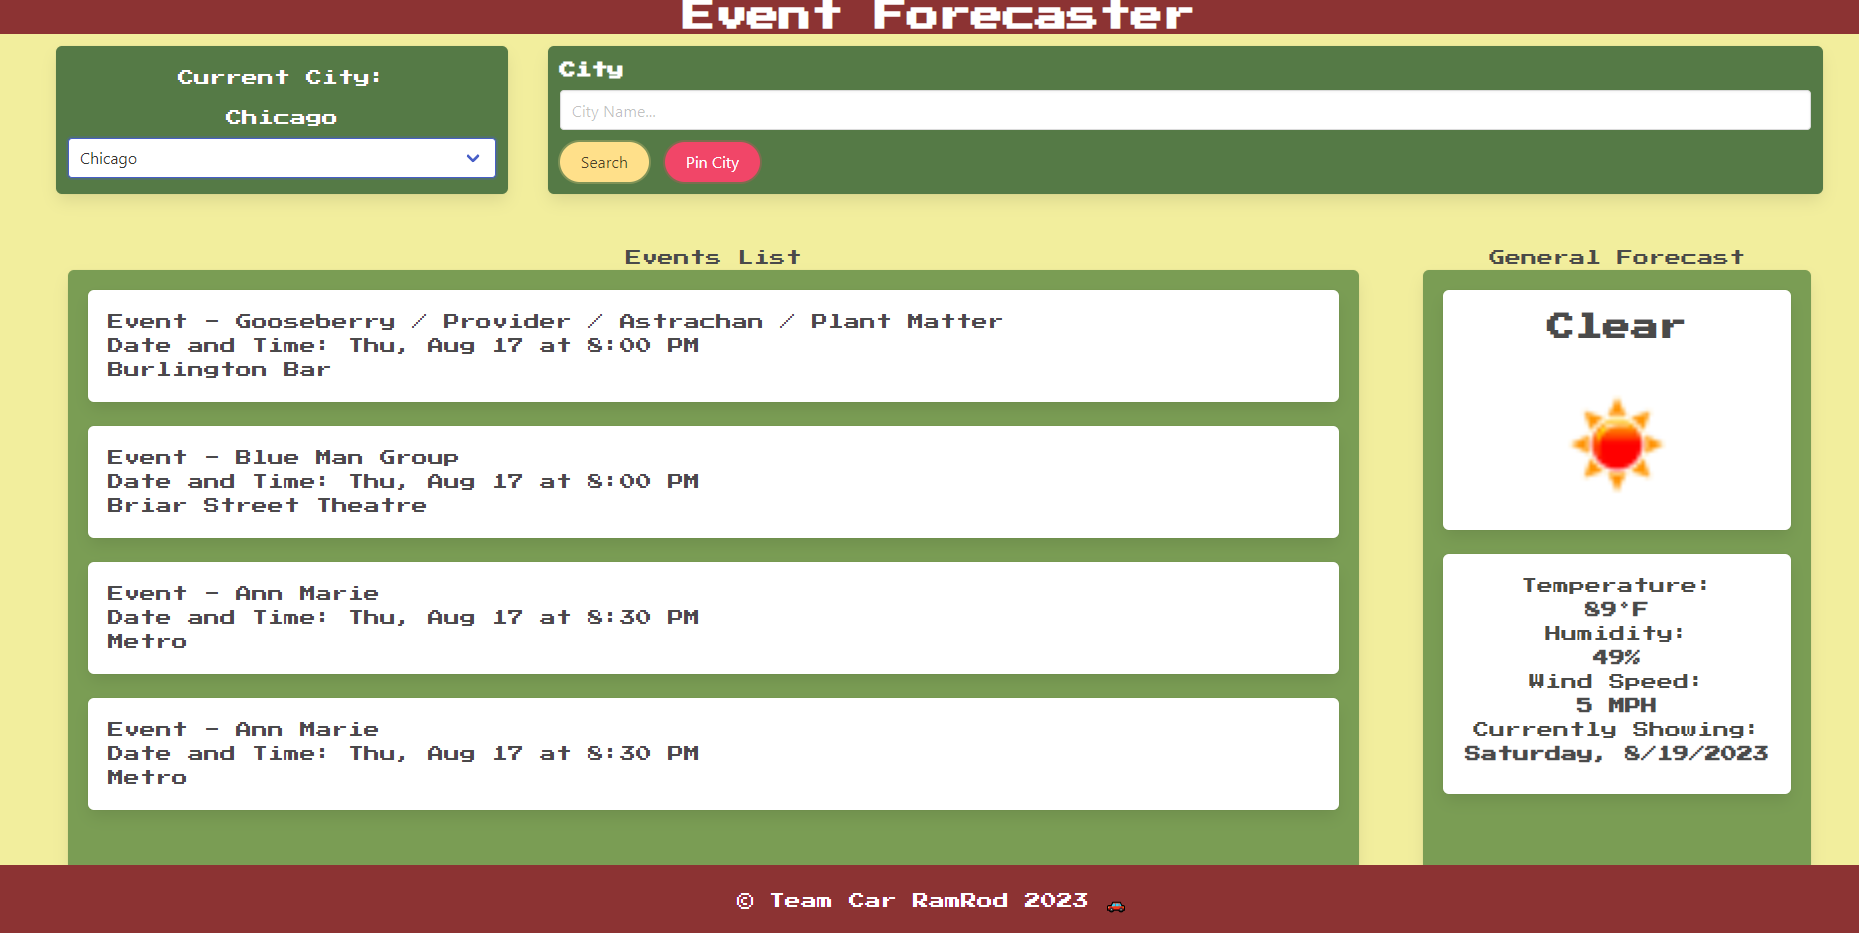 Event Forecaster
Current City:
Chicago
Chicago
City
City Name...
Search
Pin City
Events List
Event - Gooseberry / Provider / Astrachan / Plant Matter
Date and Time: Thu, Aug 17 at 8:00 PM
Burlington Bar
Event - Blue Man Group
Date and Time: Thu, Aug 17 at 8:00 PM
Briar Street Theatre
Event - Ann Marie
Date and Time: Thu, Aug 17 at 8:30 PM
Metro
Event - Ann Marie
Date and Time: Thu, Aug 17 at 8:30 PM
Metro
General Forecast
Clear
Temperature:
89°F
Humidity:
49%
Wind Speed:
5 MPH
Currently Showing:
Saturday, 8/19/2023
© Team Car RamRod 2023 🚗